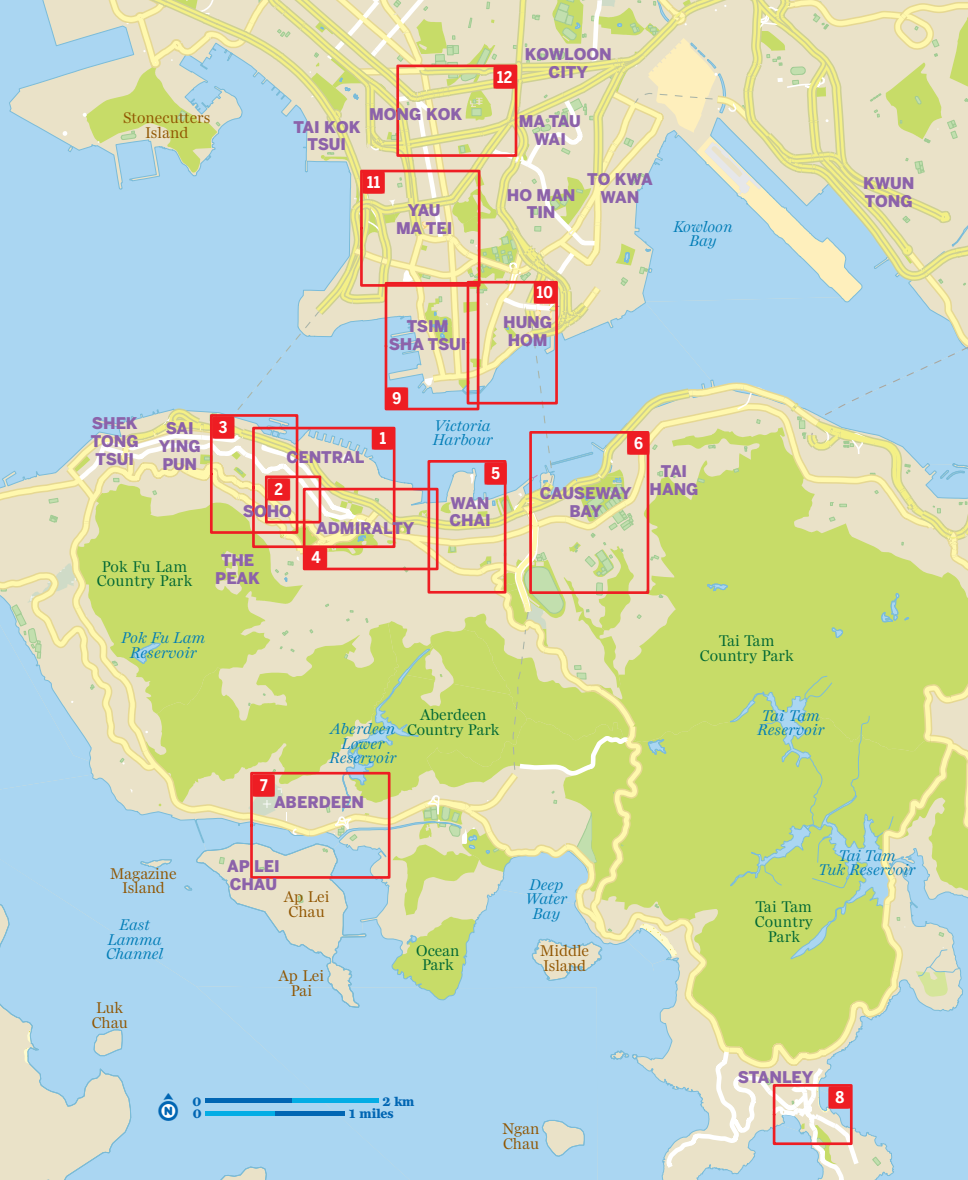 KOWLOON
CITY
12
Stonecutters
Island
MONG KOK
TAI KOK
TSUI
MA TAU
WAI
11
HO MAN
TIN
TO KWA
WAN
KWUN
TONG
YAU
MA TEI
Kowloon
Bay
10
TSIM
SHA TSUI
HUNG
HOM
9
Victoria
Harbour
SHEK
TONG
TSUI
SAI
YING
PUN
3
1
CENTRAL
6
5
TAI
HANG
2
SOHO
WAN
CHAI
CAUSEWAY
BAY
ADMIRALTY
4
THE
PEAK
Pok Fu Lam
Country Park
Pok Fu Lam
Reservoir
Tai Tam
Country Park
Aberdeen
Country Park
Aberdeen
Lower
Reservoir
Tai Tam
Reservoir
7
ABERDEEN
AP LEI
CHAU
Magazine
Island
Ap Lei
Chau
Tai Tam
Tuk Reservoir
Deep
Water
Bay
Tai Tam
Country
Park
East
Lamma
Channel
Ocean
Park
Middle
Island
Ap Lei
Pai
Luk
Chau
STANLEY
8
N
0 2 km
0 1 miles
Ngan
Chau